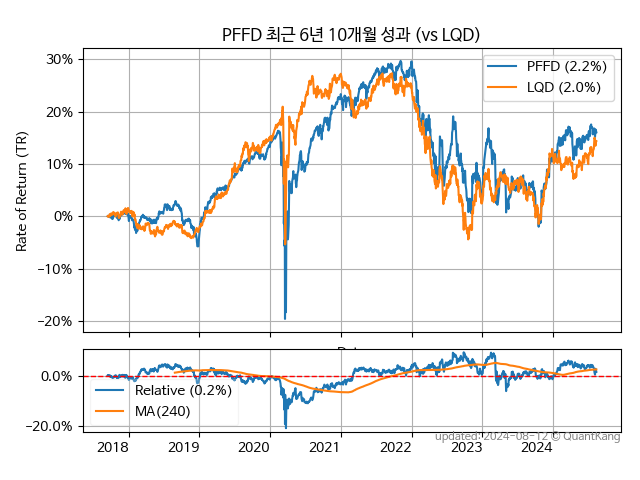 PFFD 최근 6년 10개월 성과 (vs LQD)
30%
20%
10%
0%
−10%
−20%
Rate of Return (TR)
PFFD (2.2%)
LQD (2.0%)
0.0%
−20.0%
Relative (0.2%)
MA(240)
2018 2019 2020 2021 2022 2023 2024
updated: 2024-08-12 © QuantKang